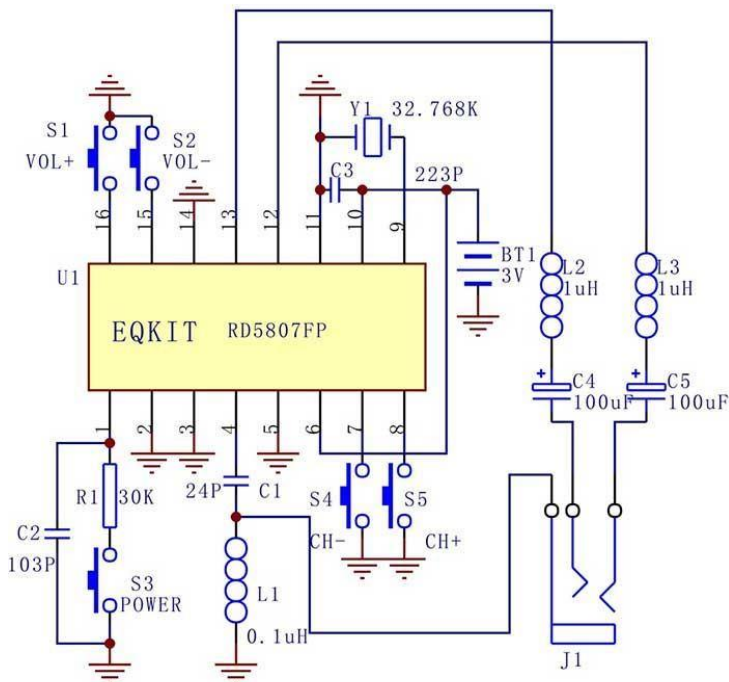 Y1 32.768K
S1
VOL+
S2
VOL-
C3
223P
16
15
14
13
12
11
10
9
BT1
3V
L2
1uH
L3
1uH
U1
EQKIT RD5807FP
C4
100uF
C5
100uF
1
2
3
4
5
6
7
8
R1 30K
24P C1
S4
CH-
S5
CH+
C2
103P
S3
POWER
L1
0.1uH
J1
+
+